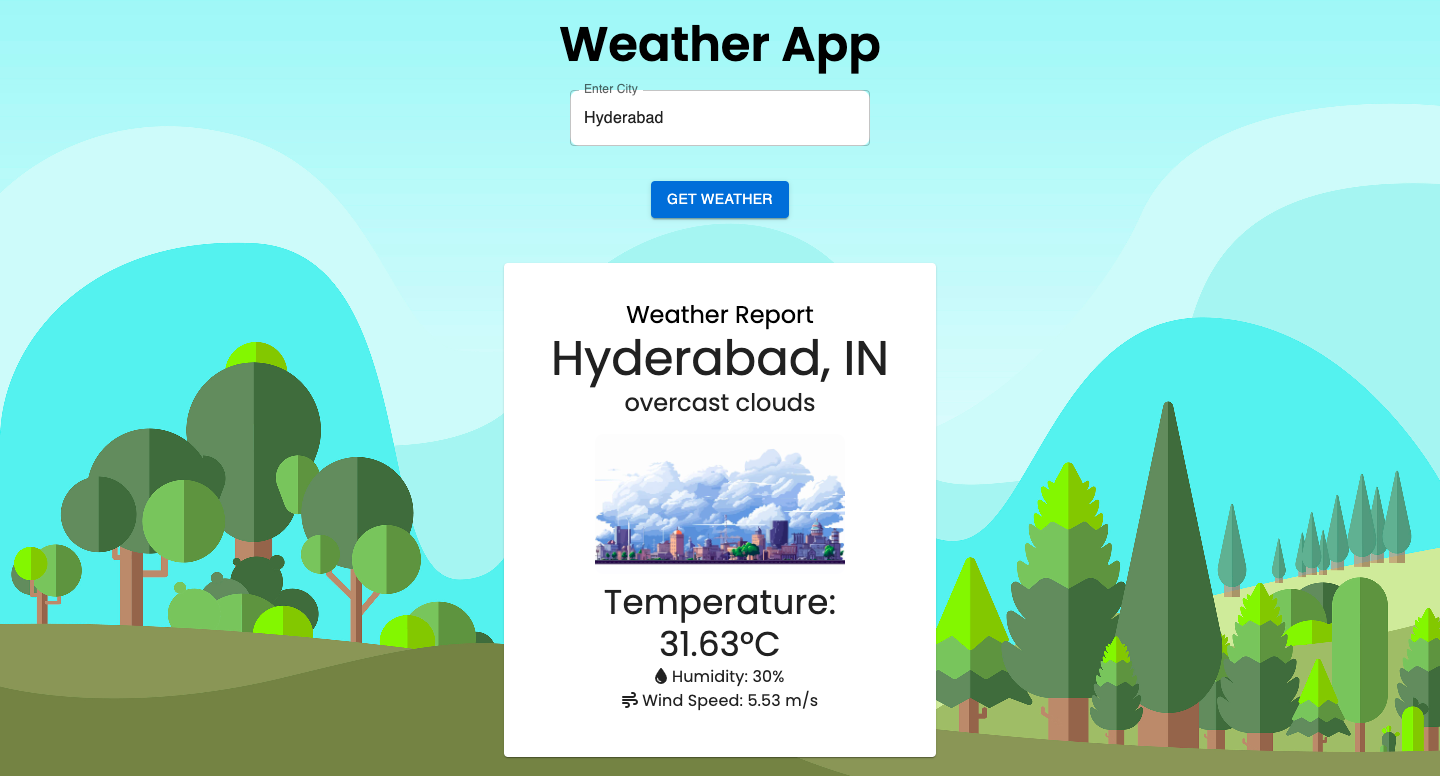 Weather App
Enter City
Hyderabad
GET WEATHER
Weather Report
Hyderabad, IN
overcast clouds
Temperature:
31.63°C
Humidity: 30%
Wind Speed: 5.53 m/s